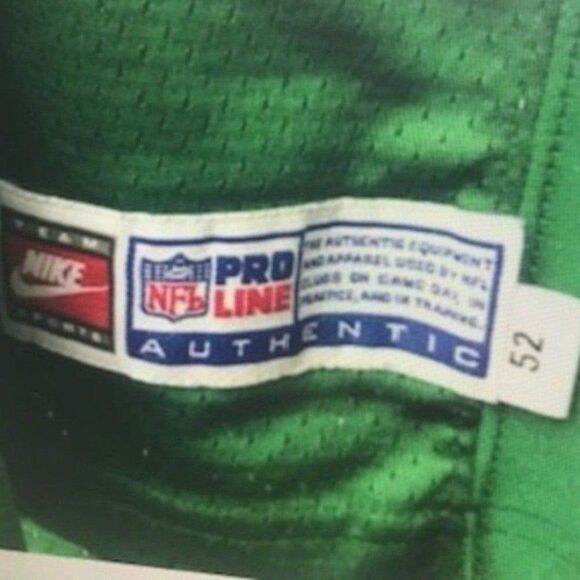 TEAM
NIKE
SPORTS
NFL
PRO
LINE
THE AUTHENTIC EQUIPMENT
AND APPAREL USED BY NFL
CLUBS ON GAME DAY, IN
PRACTICE, AND IN TRAINING.
AUTHENTIC
52